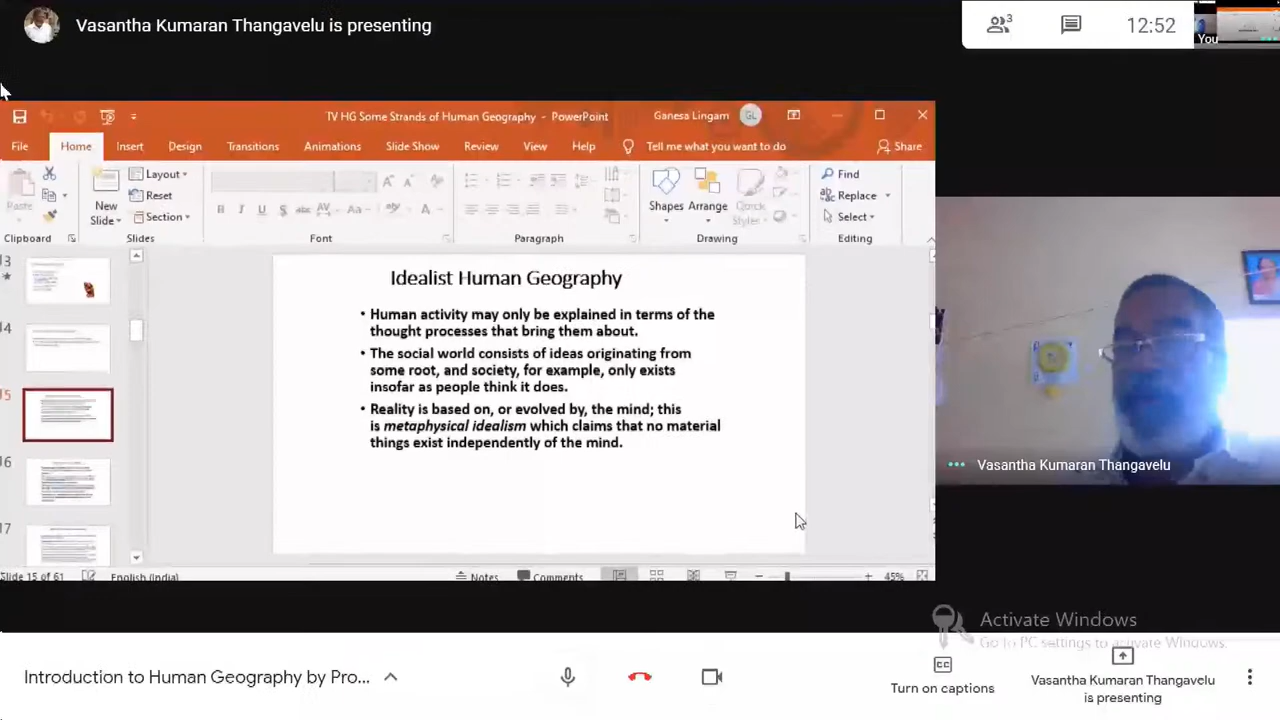 Vasantha Kumaran Thangavelu is presenting
3
12:52
You
TV HG Some Strands of Human Geography - PowerPoint
Ganesa Lingam
GL
File Home Insert Design Transitions Animations Slide Show Review View Help Tell me what you want to do Share
Paste
New
Slide
Layout
Reset
Section
B I U S abc AV Aa A
Shapes
Arrange
Quick
Styles
Find
Replace
Select
Clipboard Slides Font Paragraph Drawing Editing
Idealist Human Geography
• Human activity may only be explained in terms of the
thought processes that bring them about.
• The social world consists of ideas originating from
some root, and society, for example, only exists
insofar as people think it does.
• Reality is based on, or evolved by, the mind; this
is metaphysical idealism which claims that no material
things exist independently of the mind.
Vasantha Kumaran Thangavelu
Slide 15 of 61 English (India) Notes Comments 45%
Activate Windows
Go to PC settings to activate Windows.
Introduction to Human Geography by Pro...
CC
Turn on captions
Vasantha Kumaran Thangavelu
is presenting